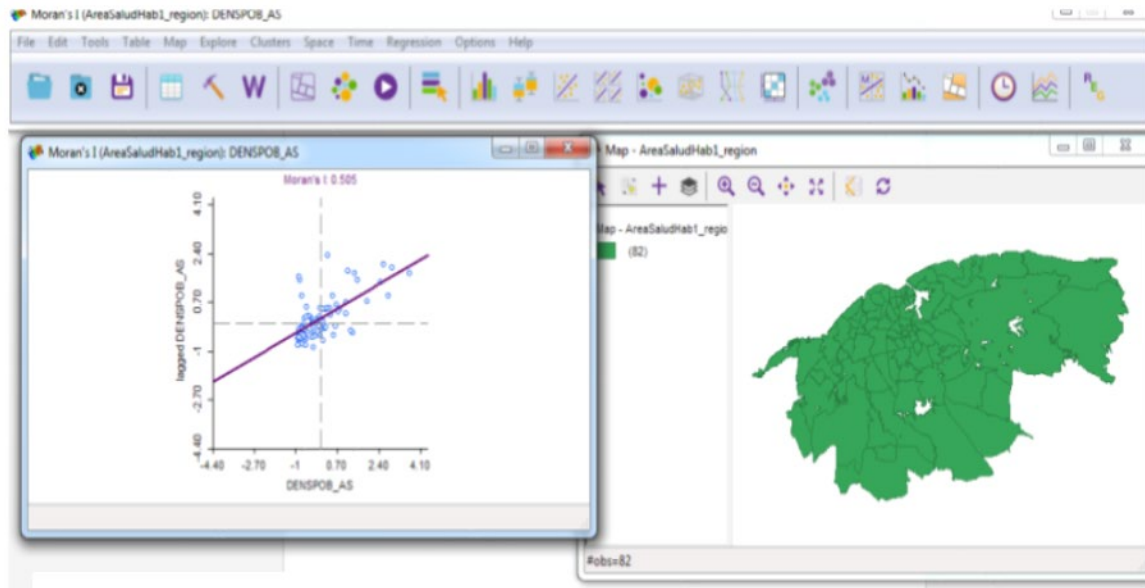 Moran's I (AreaSaludHab1_region): DENSPOB_AS
File Edit Tools Table Map Explore Clusters Space Time Regression Options Help
W
Moran's I (AreaSaludHab1_region): DENSPOB_AS
Moran's I: 0.505
4.10
2.40
0.70
-1
-2.70
-4.40
lagged DENSPOB_AS
-4.40 -2.70 -1 0.70 2.40 4.10
DENSPOB_AS
Map - AreaSaludHab1_region
Map - AreaSaludHab1_regio
(82)
#obs=82